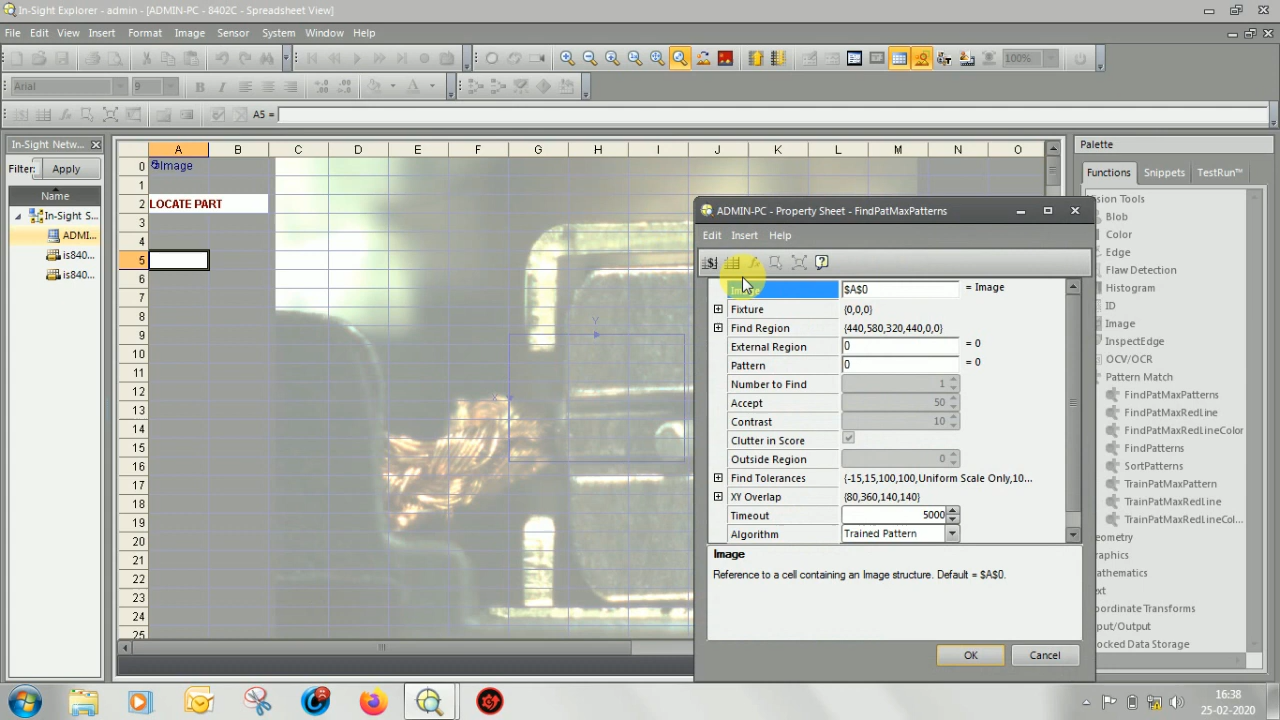 In-Sight Explorer - admin - [ADMIN-PC - 8402C - Spreadsheet View]
File Edit View Insert Format Image Sensor System Window Help
100%
Arial 9
A5 =
In-Sight Netw...
Filter: Apply
Name
In-Sight S...
ADMI...
is840...
is840...
A B C D E F G H I J K L M N O
0 Image
1
2 LOCATE PART
3
4
5
6
7
8
9
10
11
12
13
14
15
16
17
18
19
20
21
22
23
24
25
Y
X
ADMIN-PC - Property Sheet - FindPatMaxPatterns
Edit Insert Help
Image $A$0 = Image
Fixture {0,0,0}
Find Region {440,580,320,440,0,0}
External Region 0 = 0
Pattern 0 = 0
Number to Find 1
Accept 50
Contrast 10
Clutter in Score
Outside Region 0
Find Tolerances {-15,15,100,100,Uniform Scale Only,10...
XY Overlap {80,360,140,140}
Timeout 5000
Algorithm Trained Pattern
Image
Reference to a cell containing an Image structure. Default = $A$0.
OK Cancel
Palette
Functions Snippets TestRun™
ision Tools
Blob
Color
Edge
Flaw Detection
Histogram
ID
Image
InspectEdge
OCV/OCR
Pattern Match
FindPatMaxPatterns
FindPatMaxRedLine
FindPatMaxRedLineColor
FindPatterns
SortPatterns
TrainPatMaxPattern
TrainPatMaxRedLine
TrainPatMaxRedLineCol...
eometry
raphics
athematics
ext
oordinate Transforms
nput/Output
locked Data Storage
16:38
25-02-2020